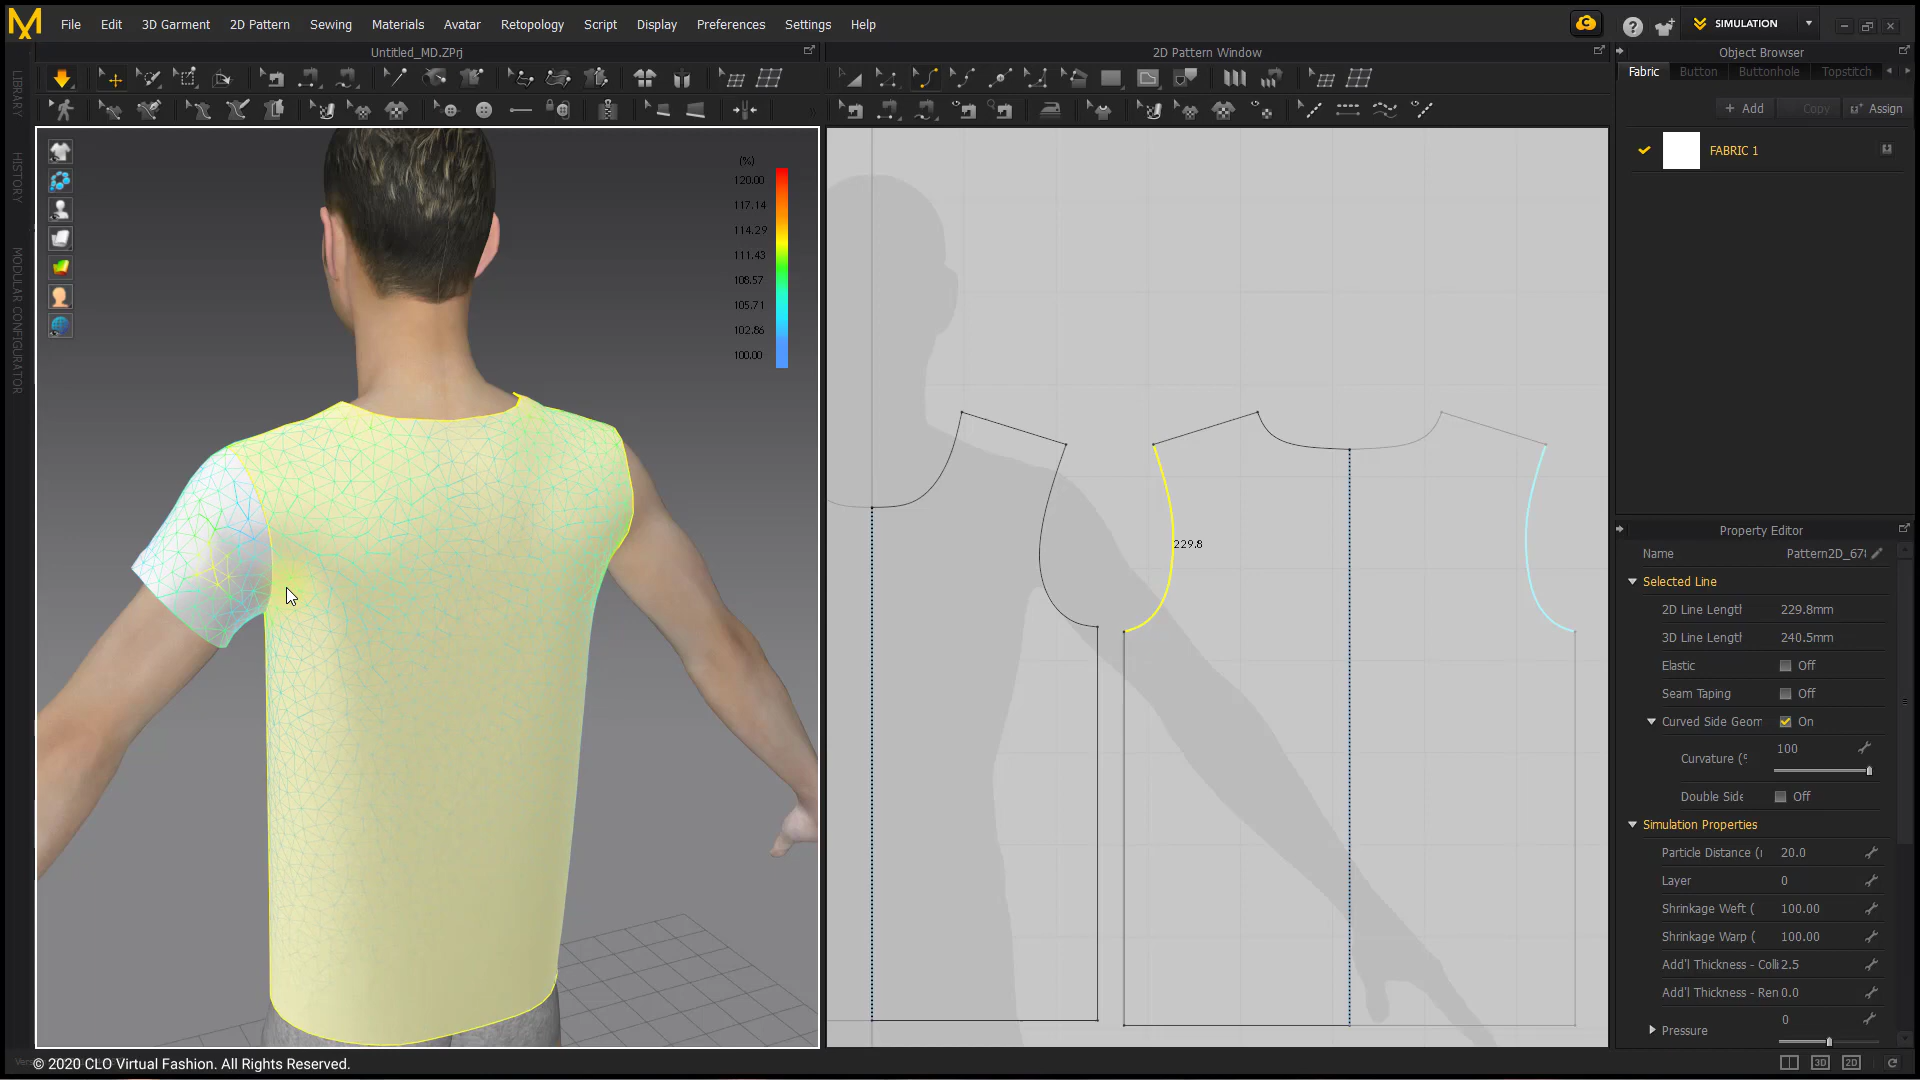 File Edit 3D Garment 2D Pattern Sewing Materials Avatar Retopology Script Display Preferences Settings Help
SIMULATION
Untitled_MD.ZPrj
2D Pattern Window
Object Browser
Fabric Button Buttonhole Topstitch
+ Add Copy Assign
FABRIC 1
LIBRARY
HISTORY
MODULAR CONFIGURATOR
(%)
120.00
117.14
114.29
111.43
108.57
105.71
102.86
100.00
229.8
Property Editor
Name Pattern2D_678
Selected Line
2D Line Length 229.8mm
3D Line Length 240.5mm
Elastic Off
Seam Taping Off
Curved Side Geom On
Curvature ( 100
Double Side Off
Simulation Properties
Particle Distance ( 20.0
Layer 0
Shrinkage Weft ( 100.00
Shrinkage Warp ( 100.00
Add'l Thickness - Colli 2.5
Add'l Thickness - Ren 0.0
Pressure 0
© 2020 CLO Virtual Fashion. All Rights Reserved.
3D 2D